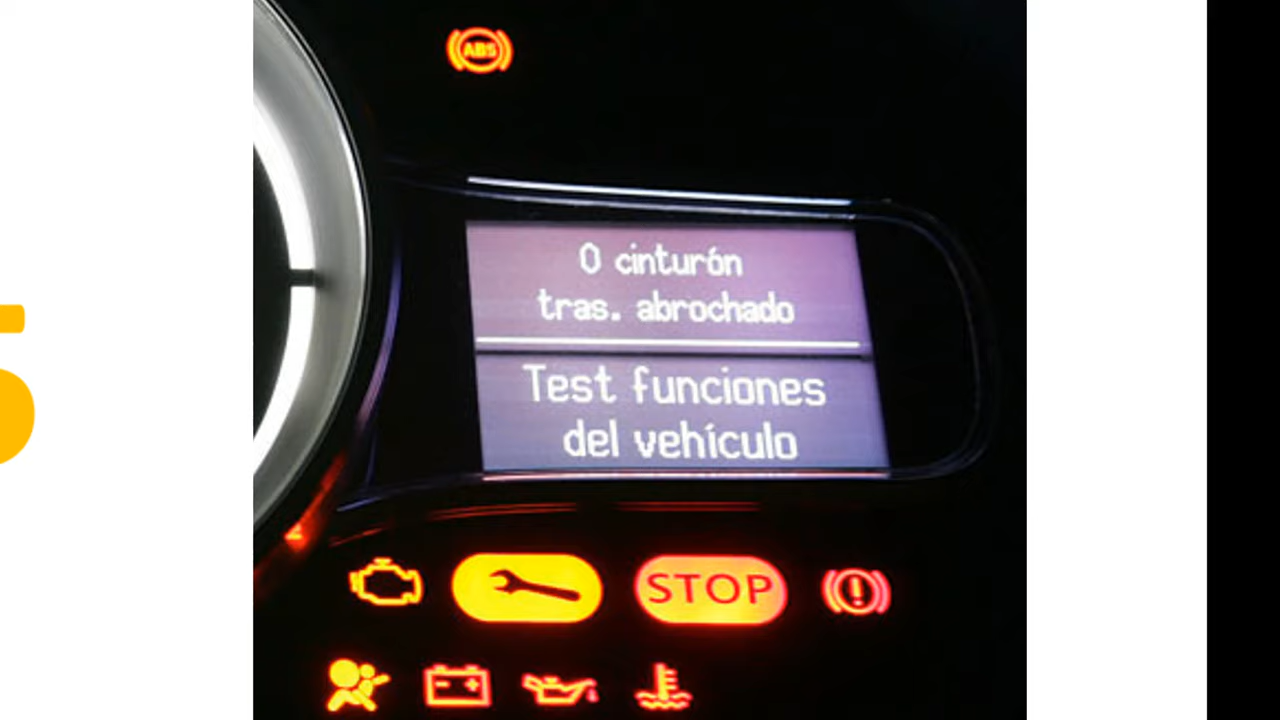 ABS
0 cinturón
tras. abrochado
Test funciones
del vehículo
STOP